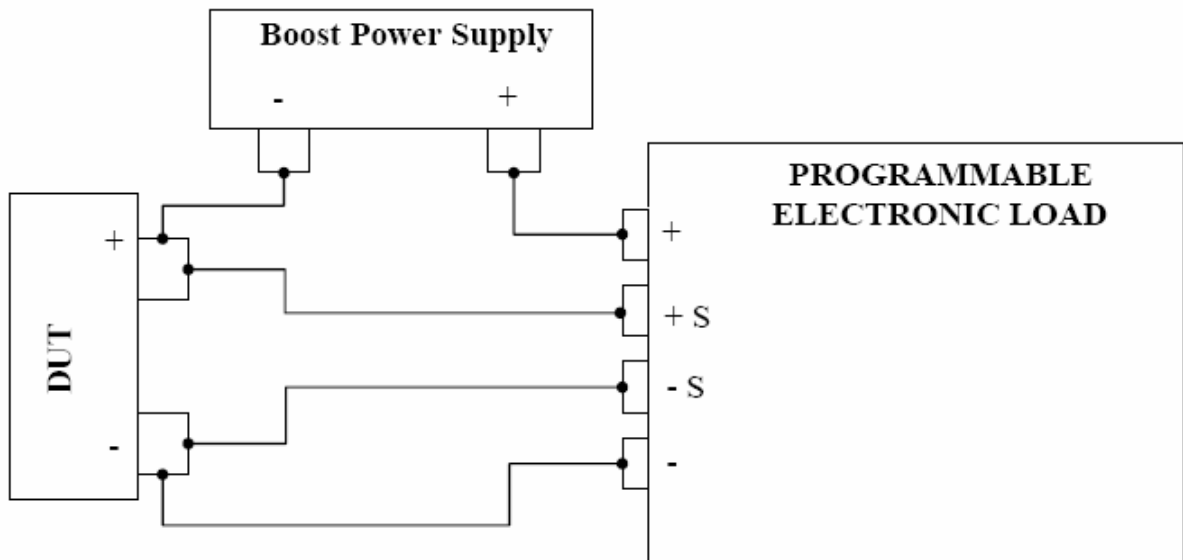 Boost Power Supply
- +
PROGRAMMABLE
ELECTRONIC LOAD
+
+ S
- S
-
+
DUT
-